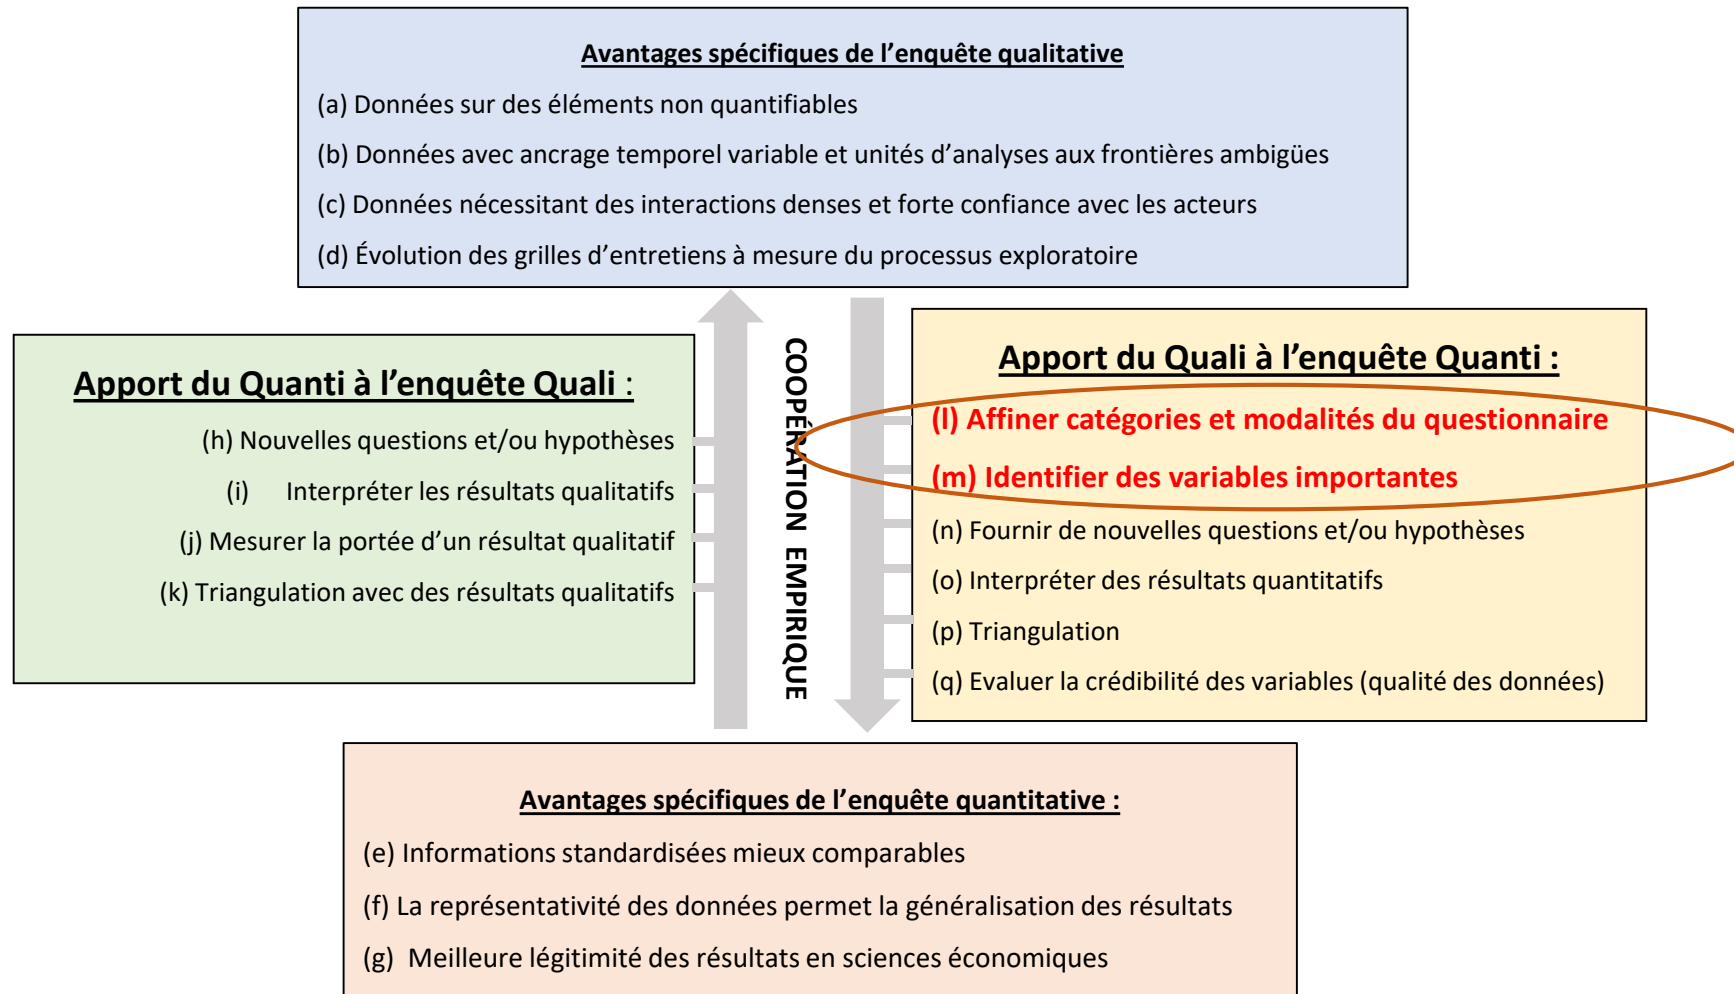 Avantages spécifiques de l’enquête qualitative
(a) Données sur des éléments non quantifiables
(b) Données avec ancrage temporel variable et unités d’analyses aux frontières ambigües
(c) Données nécessitant des interactions denses et forte confiance avec les acteurs
(d) Évolution des grilles d’entretiens à mesure du processus exploratoire
Apport du Quanti à l’enquête Quali :
(h) Nouvelles questions et/ou hypothèses
(i) Interpréter les résultats qualitatifs
(j) Mesurer la portée d’un résultat qualitatif
(k) Triangulation avec des résultats qualitatifs
COOPÉRATION EMPIRIQUE
Apport du Quali à l’enquête Quanti :
(l) Affiner catégories et modalités du questionnaire
(m) Identifier des variables importantes
(n) Fournir de nouvelles questions et/ou hypothèses
(o) Interpréter des résultats quantitatifs
(p) Triangulation
(q) Evaluer la crédibilité des variables (qualité des données)
Avantages spécifiques de l’enquête quantitative :
(e) Informations standardisées mieux comparables
(f) La représentativité des données permet la généralisation des résultats
(g) Meilleure légitimité des résultats en sciences économiques